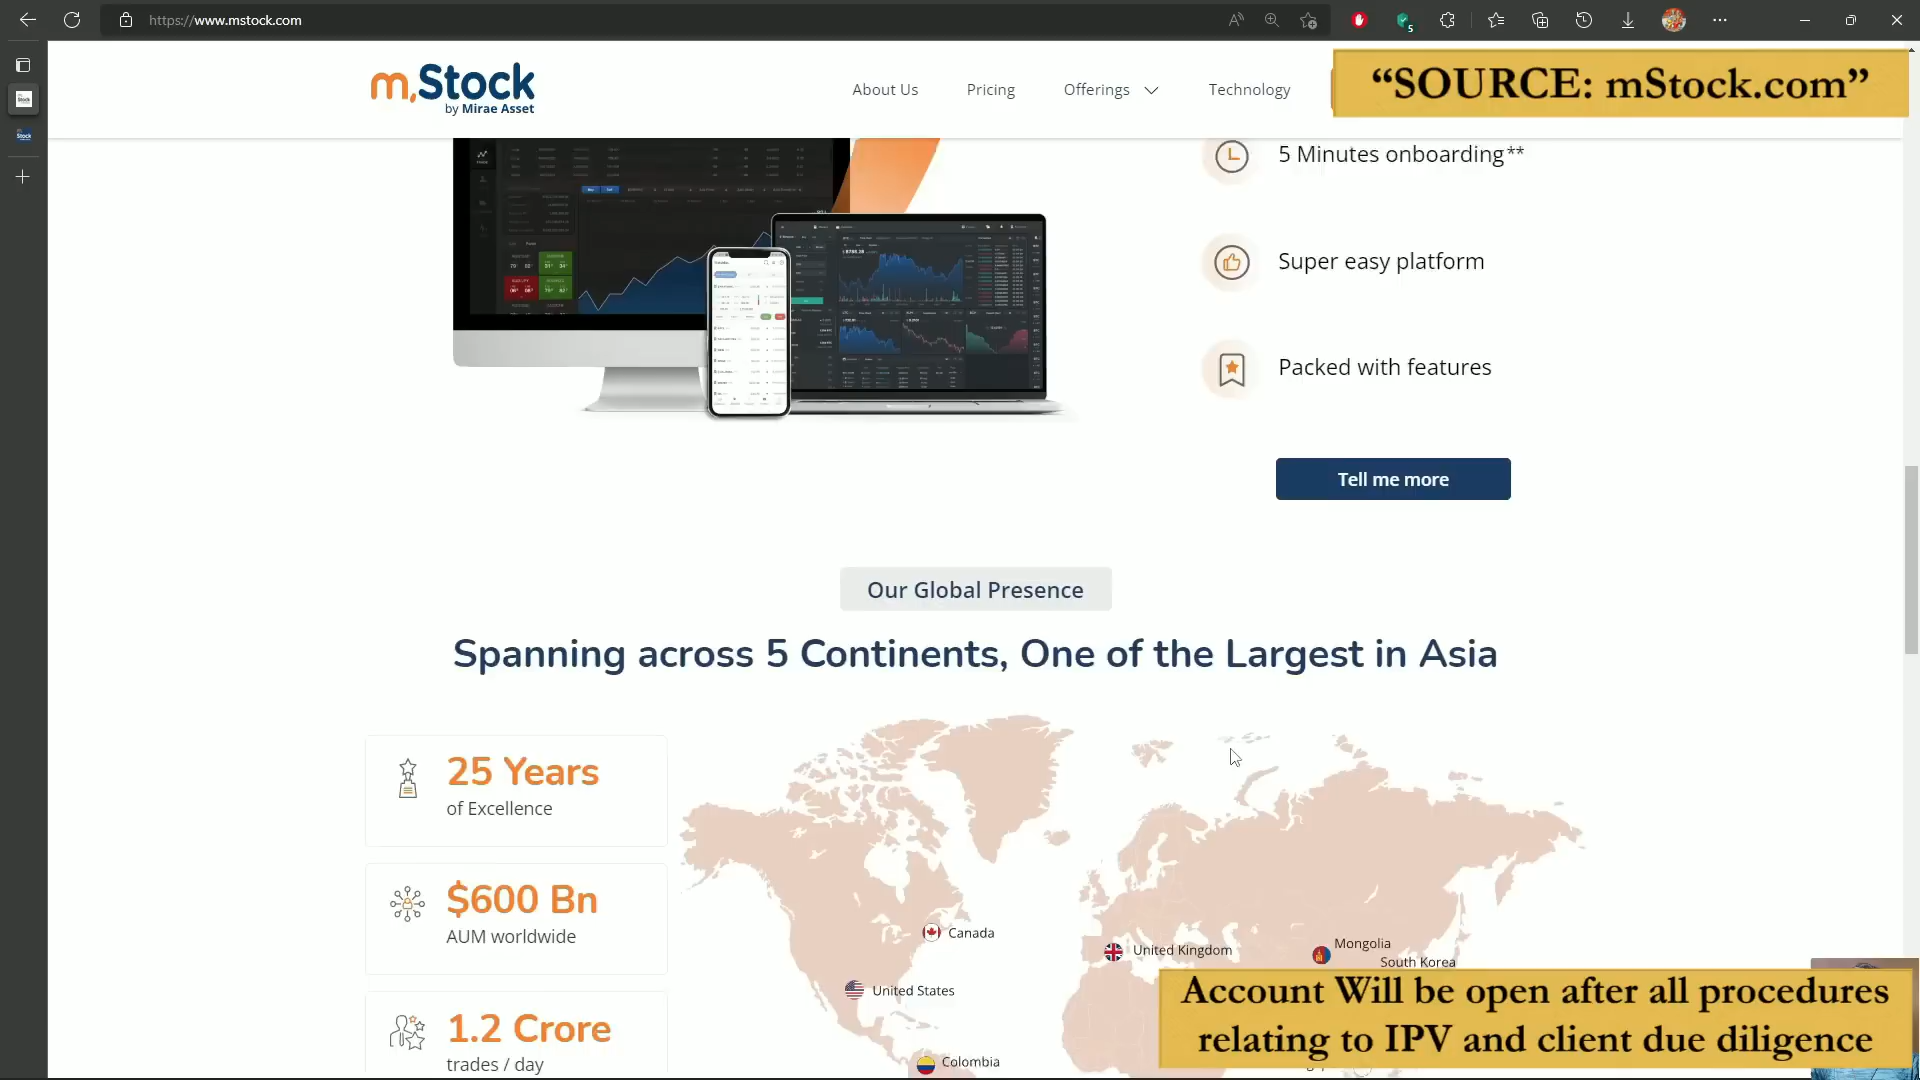 https://www.mstock.com
m.Stock
by Mirae Asset
About Us
Pricing
Offerings
Technology
“SOURCE: mStock.com”
5 Minutes onboarding**
Super easy platform
Packed with features
Tell me more
Our Global Presence
Spanning across 5 Continents, One of the Largest in Asia
25 Years
of Excellence
$600 Bn
AUM worldwide
1.2 Crore
trades / day
Canada
United States
Colombia
United Kingdom
Mongolia
South Korea
Account Will be open after all procedures
relating to IPV and client due diligence